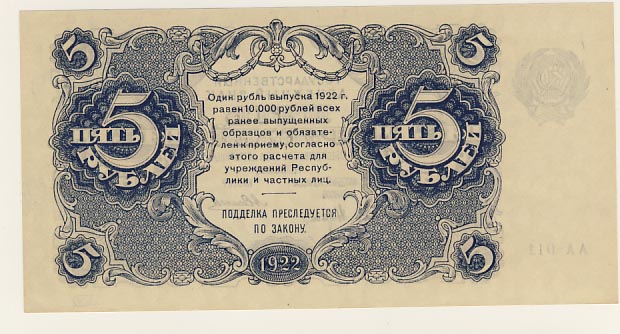 5 5
Один рубль выпуска 1922 г.
равен 10.000 рублей всех
ранее выпущенных
образцов и обязате-
лен к приему, согласно
этого расчета для
учреждений Респуб-
лики и частных лиц.
5 ПЯТЬ РУБЛЕЙ
5 ПЯТЬ РУБЛЕЙ
ПОДДЕЛКА ПРЕСЛЕДУЕТСЯ
ПО ЗАКОНУ.
5 1922 5